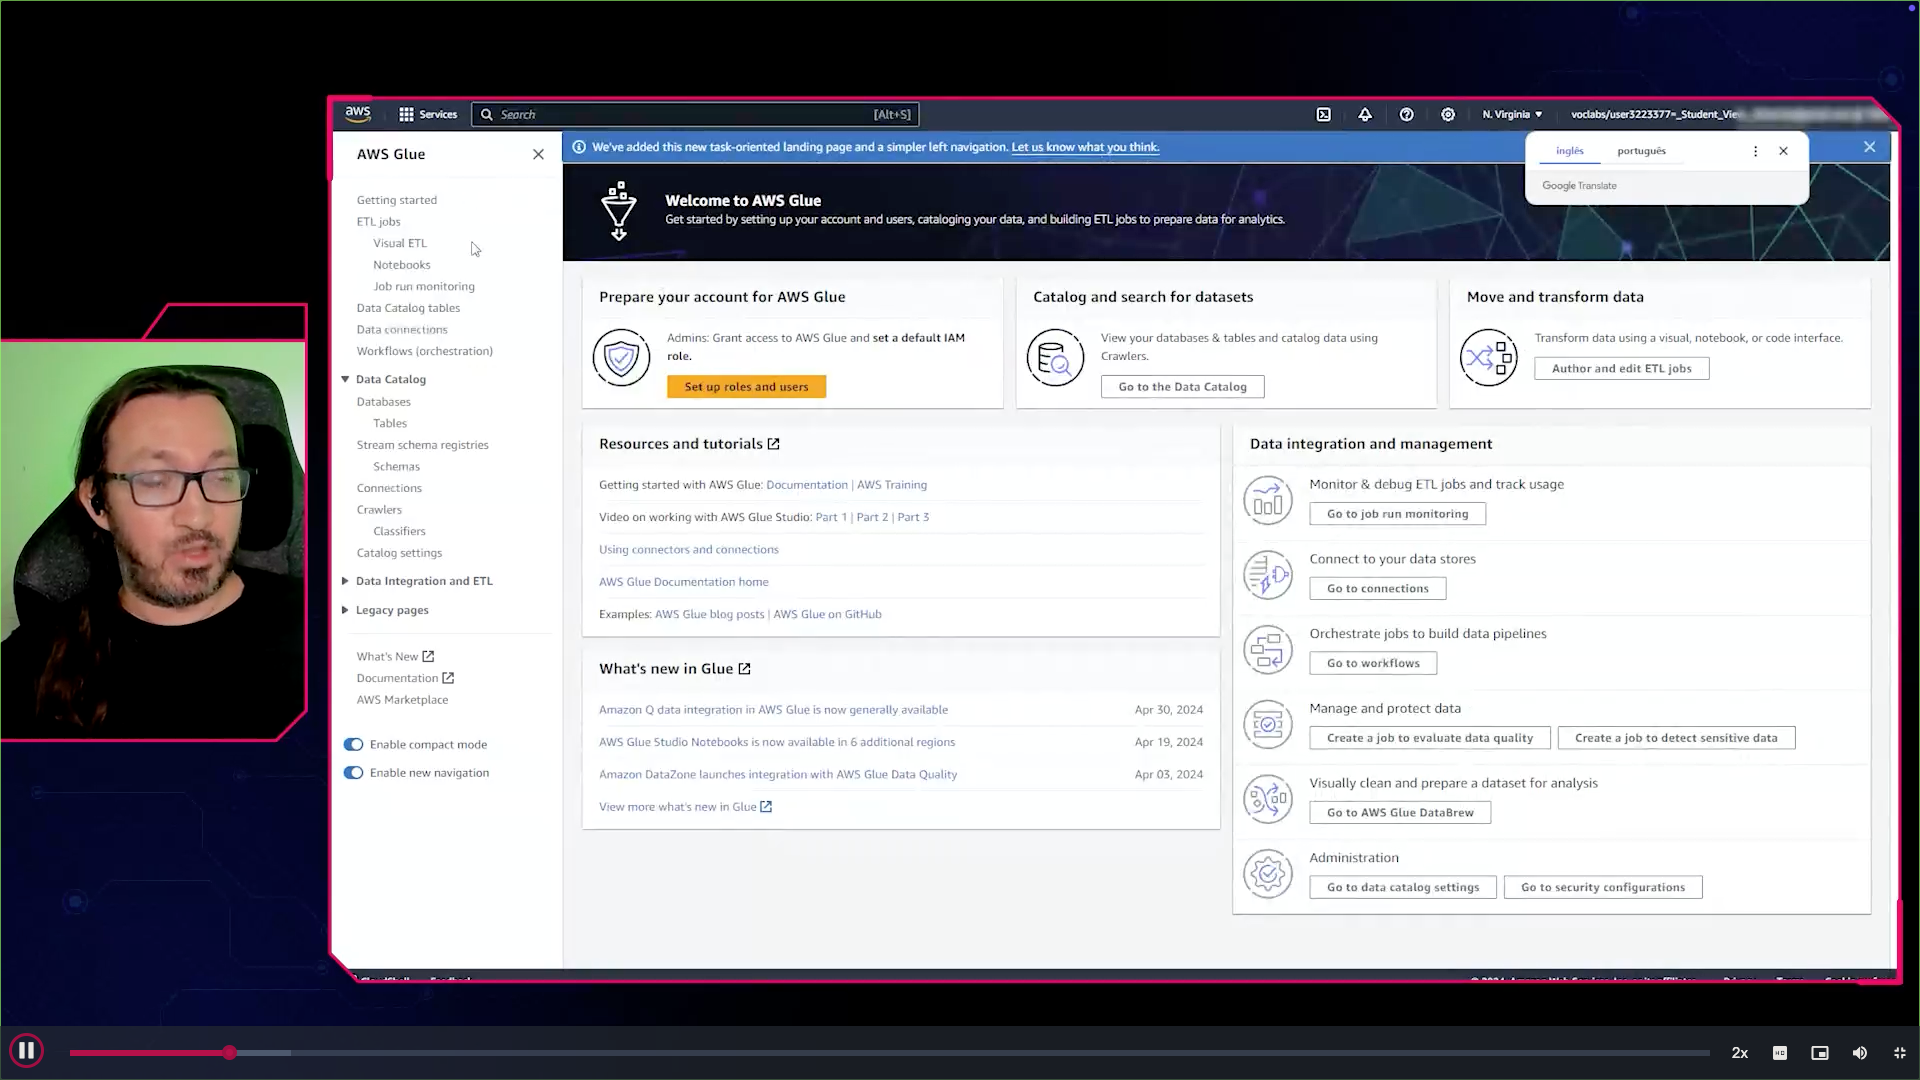 aws
Services
Search
[Alt+S]
N. Virginia
voclabs/user3223377=_Student_Vie
AWS Glue
We've added this new task-oriented landing page and a simpler left navigation. Let us know what you think.
inglês
português
Google Translate
Getting started
ETL jobs
Visual ETL
Notebooks
Job run monitoring
Data Catalog tables
Data connections
Workflows (orchestration)
Data Catalog
Databases
Tables
Stream schema registries
Schemas
Connections
Crawlers
Classifiers
Catalog settings
Data Integration and ETL
Legacy pages
What's New
Documentation
AWS Marketplace
Enable compact mode
Enable new navigation
Welcome to AWS Glue
Get started by setting up your account and users, cataloging your data, and building ETL jobs to prepare data for analytics.
Prepare your account for AWS Glue
Admins: Grant access to AWS Glue and set a default IAM
role.
Set up roles and users
Catalog and search for datasets
View your databases & tables and catalog data using
Crawlers.
Go to the Data Catalog
Move and transform data
Transform data using a visual, notebook, or code interface.
Author and edit ETL jobs
Resources and tutorials
Getting started with AWS Glue: Documentation | AWS Training
Video on working with AWS Glue Studio: Part 1 | Part 2 | Part 3
Using connectors and connections
AWS Glue Documentation home
Examples: AWS Glue blog posts | AWS Glue on GitHub
What's new in Glue
Amazon Q data integration in AWS Glue is now generally available
Apr 30, 2024
AWS Glue Studio Notebooks is now available in 6 additional regions
Apr 19, 2024
Amazon DataZone launches integration with AWS Glue Data Quality
Apr 03, 2024
View more what's new in Glue
Data integration and management
Monitor & debug ETL jobs and track usage
Go to job run monitoring
Connect to your data stores
Go to connections
Orchestrate jobs to build data pipelines
Go to workflows
Manage and protect data
Create a job to evaluate data quality
Create a job to detect sensitive data
Visually clean and prepare a dataset for analysis
Go to AWS Glue DataBrew
Administration
Go to data catalog settings
Go to security configurations
2x
HD